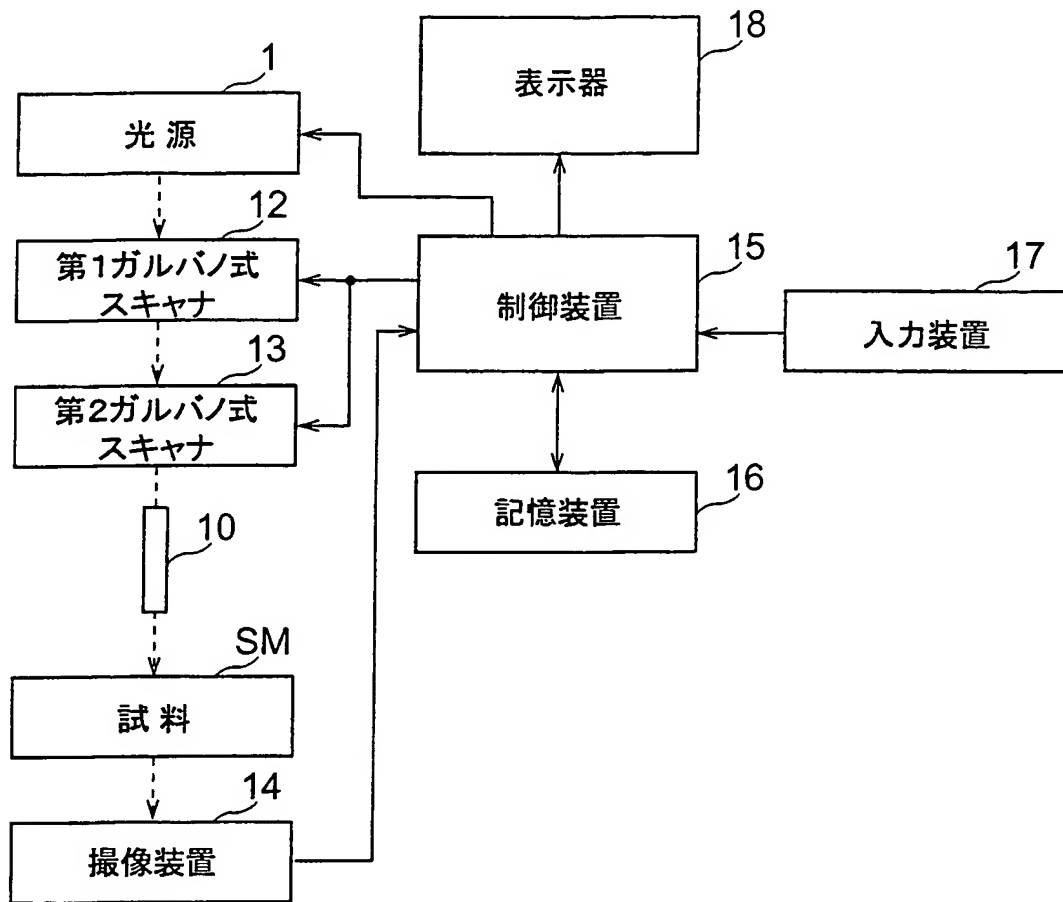 18
表示器
1
光 源
12
第1ガルバノ式
スキャナ
15
制御装置
17
入力装置
13
第2ガルバノ式
スキャナ
16
記憶装置
10
SM
試 料
14
撮像装置